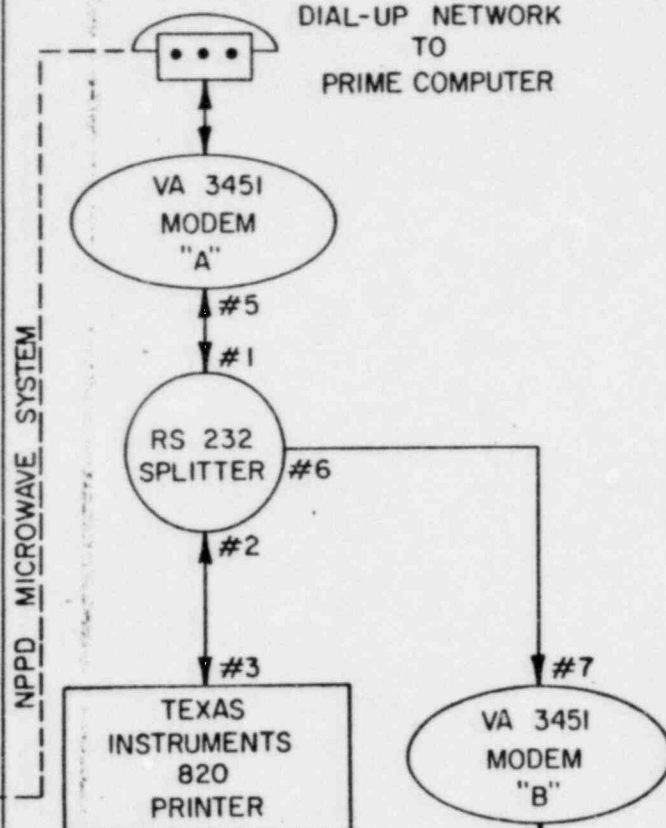 DIAL-UP NETWORK
TO
PRIME COMPUTER
VA 3451
MODEM
"A"
#5
#1
NPPD MICROWAVE SYSTEM
RS 232
SPLITTER
#6
#2
#3
#7
TEXAS
INSTRUMENTS
820
PRINTER
VA 3451
MODEM
"B"